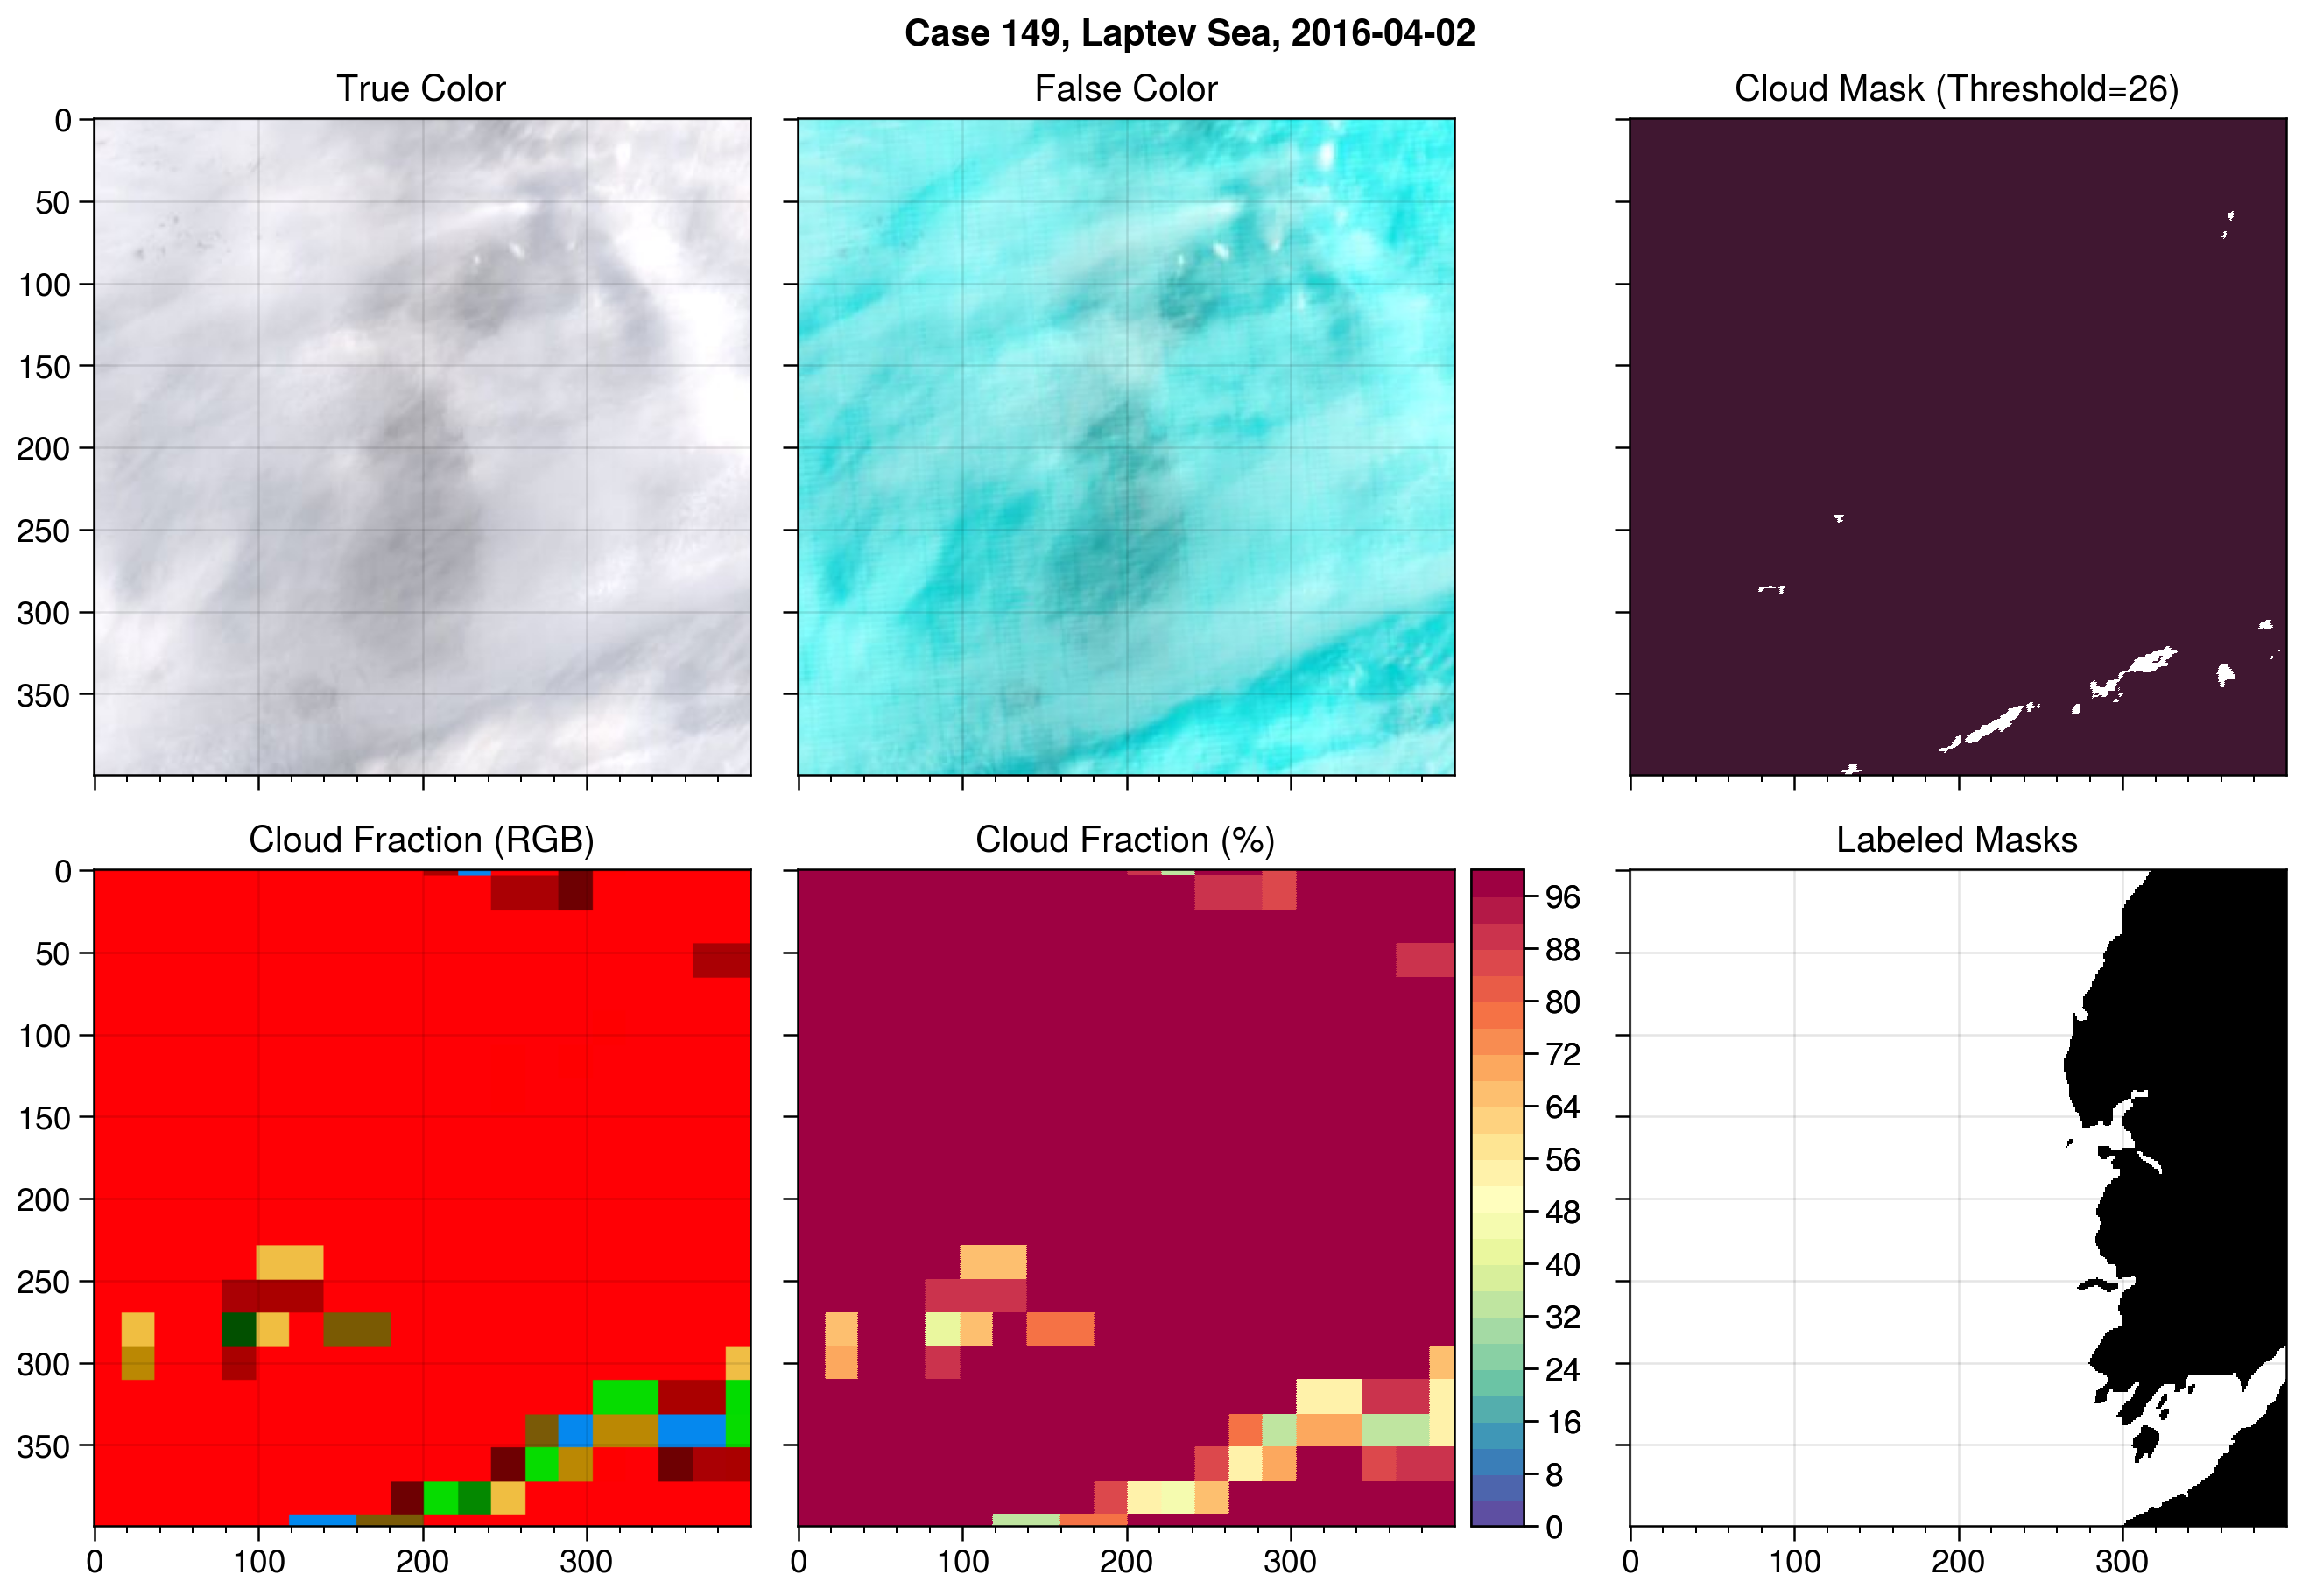 Case 149, Laptev Sea, 2016-04-02
True Color
False Color
Cloud Mask (Threshold=26)
0
50
100
150
200
250
300
350
Cloud Fraction (RGB)
Cloud Fraction (%)
Labeled Masks
0
50
100
150
200
250
300
350
96
88
80
72
64
56
48
40
32
24
16
8
0
0 100 200 300
0 100 200 300
0 100 200 300